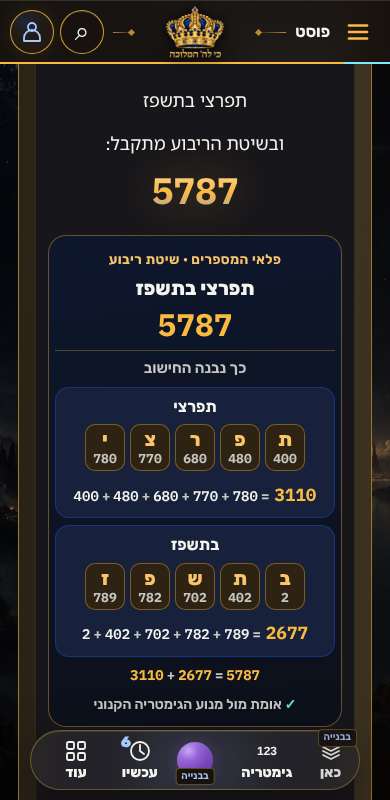 פוסט
כי לה' המלוכה
תפרצי בתשפז
ובשיטת הריבוע מתקבל:
5787
פלאי המספרים • שיטת ריבוע
תפרצי בתשפז
5787
כך נבנה החישוב
תפרצי
ת פ ר צ י
400 480 680 770 780
400 + 480 + 680 + 770 + 780 = 3110
בתשפז
ב ת ש פ ז
2 402 702 782 789
2 + 402 + 702 + 782 + 789 = 2677
3110 + 2677 = 5787
✓ אומת מול מנוע הגימטריה הקנוני
בבנייה
כאן
123
גימטריה
בבנייה
6
עכשיו
עוד